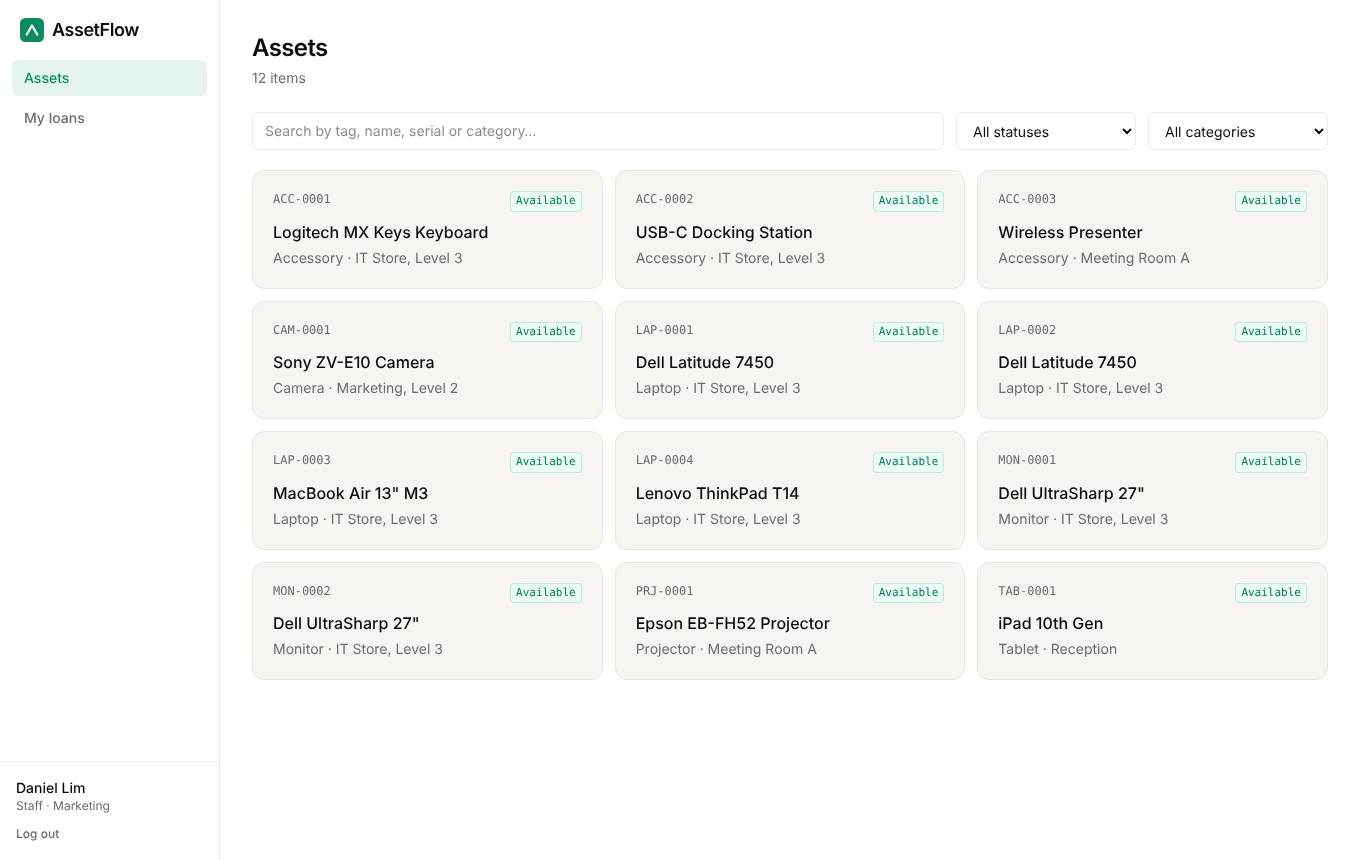 AssetFlow
Assets
My loans
Daniel Lim
Staff · Marketing
Log out
Assets
12 items
Search by tag, name, serial or category...
All statuses
All categories
ACC-0001
Available
Logitech MX Keys Keyboard
Accessory · IT Store, Level 3
ACC-0002
Available
USB-C Docking Station
Accessory · IT Store, Level 3
ACC-0003
Available
Wireless Presenter
Accessory · Meeting Room A
CAM-0001
Available
Sony ZV-E10 Camera
Camera · Marketing, Level 2
LAP-0001
Available
Dell Latitude 7450
Laptop · IT Store, Level 3
LAP-0002
Available
Dell Latitude 7450
Laptop · IT Store, Level 3
LAP-0003
Available
MacBook Air 13" M3
Laptop · IT Store, Level 3
LAP-0004
Available
Lenovo ThinkPad T14
Laptop · IT Store, Level 3
MON-0001
Available
Dell UltraSharp 27"
Monitor · IT Store, Level 3
MON-0002
Available
Dell UltraSharp 27"
Monitor · IT Store, Level 3
PRJ-0001
Available
Epson EB-FH52 Projector
Projector · Meeting Room A
TAB-0001
Available
iPad 10th Gen
Tablet · Reception